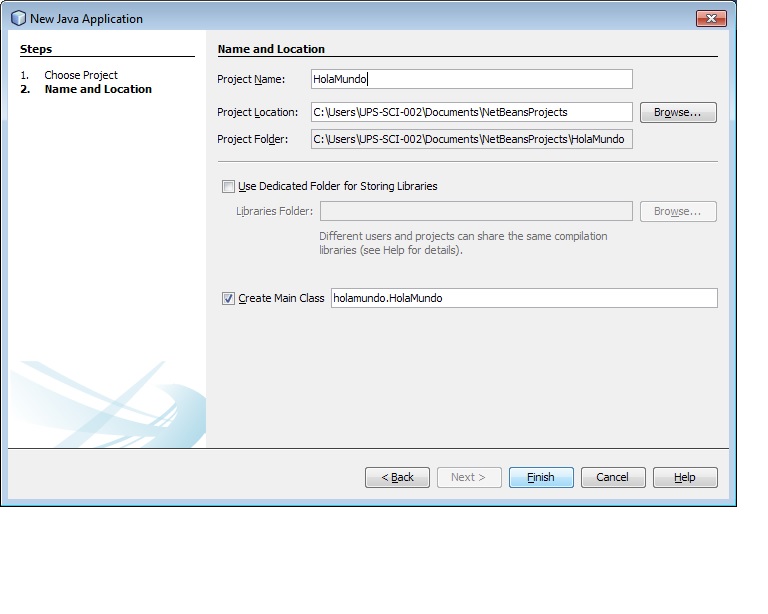 New Java Application
Steps
1. Choose Project
2. Name and Location
Name and Location
Project Name: HolaMundo
Project Location: C:\Users\UPS-SCI-002\Documents\NetBeansProjects Browse...
Project Folder: C:\Users\UPS-SCI-002\Documents\NetBeansProjects\HolaMundo
Use Dedicated Folder for Storing Libraries
Libraries Folder: Browse...
Different users and projects can share the same compilation
libraries (see Help for details).
Create Main Class holamundo.HolaMundo
< Back Next > Finish Cancel Help